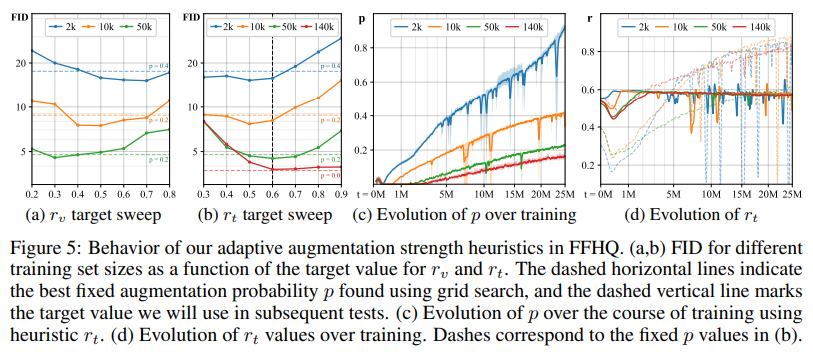 FID
2k 10k 50k
20
10
5
p = 0.4
p = 0.2
p = 0.2
0.2 0.3 0.4 0.5 0.6 0.7 0.8
(a) rᵥ target sweep
FID
2k 10k 50k 140k
20
10
5
p = 0.4
p = 0.2
p = 0.2
p = 0.0
0.3 0.4 0.5 0.6 0.7 0.8 0.9
(b) rₜ target sweep
p
2k 10k 50k 140k
0.8
0.6
0.4
0.2
t = 0M 1M 5M 10M 15M 20M 25M
(c) Evolution of p over training
r
2k 10k 50k 140k
0.8
0.6
0.4
0.2
t = 0M 1M 5M 10M 15M 20M 25M
(d) Evolution of rₜ
Figure 5: Behavior of our adaptive augmentation strength heuristics in FFHQ. (a,b) FID for different
training set sizes as a function of the target value for rᵥ and rₜ. The dashed horizontal lines indicate
the best fixed augmentation probability p found using grid search, and the dashed vertical line marks
the target value we will use in subsequent tests. (c) Evolution of p over the course of training using
heuristic rₜ. (d) Evolution of rₜ values over training. Dashes correspond to the fixed p values in (b).